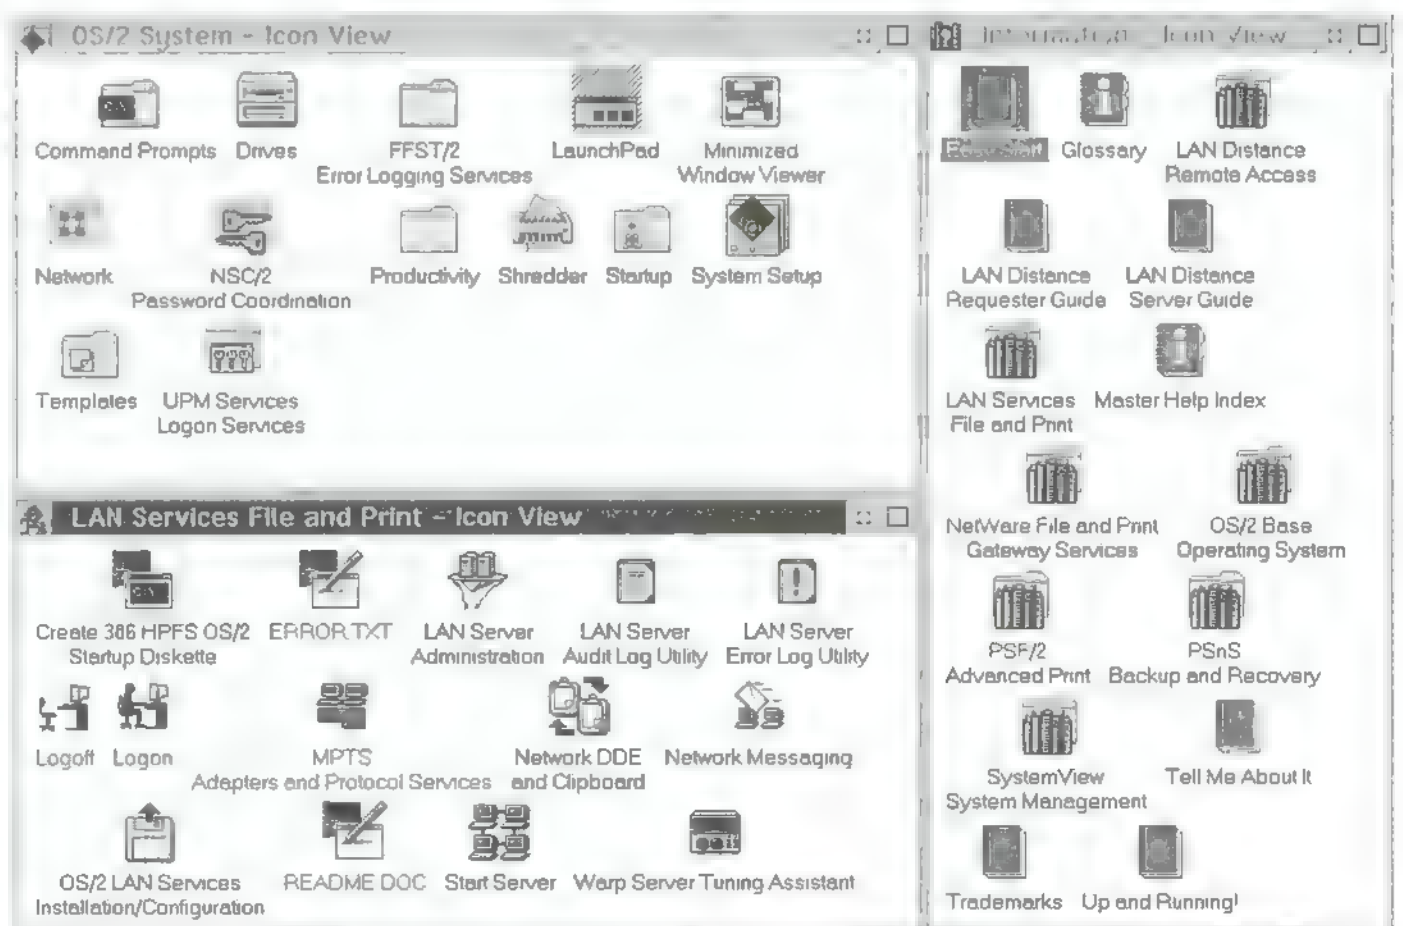 OS/2 System - Icon View
Command Prompts
Drives
FFST/2
Error Logging Services
LaunchPad
Minimized
Window Viewer
Network
NSC/2
Password Coordination
Productivity
Shredder
Startup
System Setup
Templates
UPM Services
Logon Services
LAN Services File and Print - Icon View
Create 386 HPFS OS/2
Startup Diskette
ERROR.TXT
LAN Server
Administration
LAN Server
Audit Log Utility
LAN Server
Error Log Utility
Logoff
Logon
MPTS
Adapters and Protocol Services
Network DDE
and Clipboard
Network Messaging
OS/2 LAN Services
Installation/Configuration
README.DOC
Start Server
Warp Server Tuning Assistant
Information - Icon View
Glossary
LAN Distance
Remote Access
LAN Distance
Requester Guide
LAN Distance
Server Guide
LAN Services
File and Print
Master Help Index
NetWare File and Print
Gateway Services
OS/2 Base
Operating System
PSF/2
Advanced Print
PSnS
Backup and Recovery
SystemView
System Management
Tell Me About It
Trademarks
Up and Running!